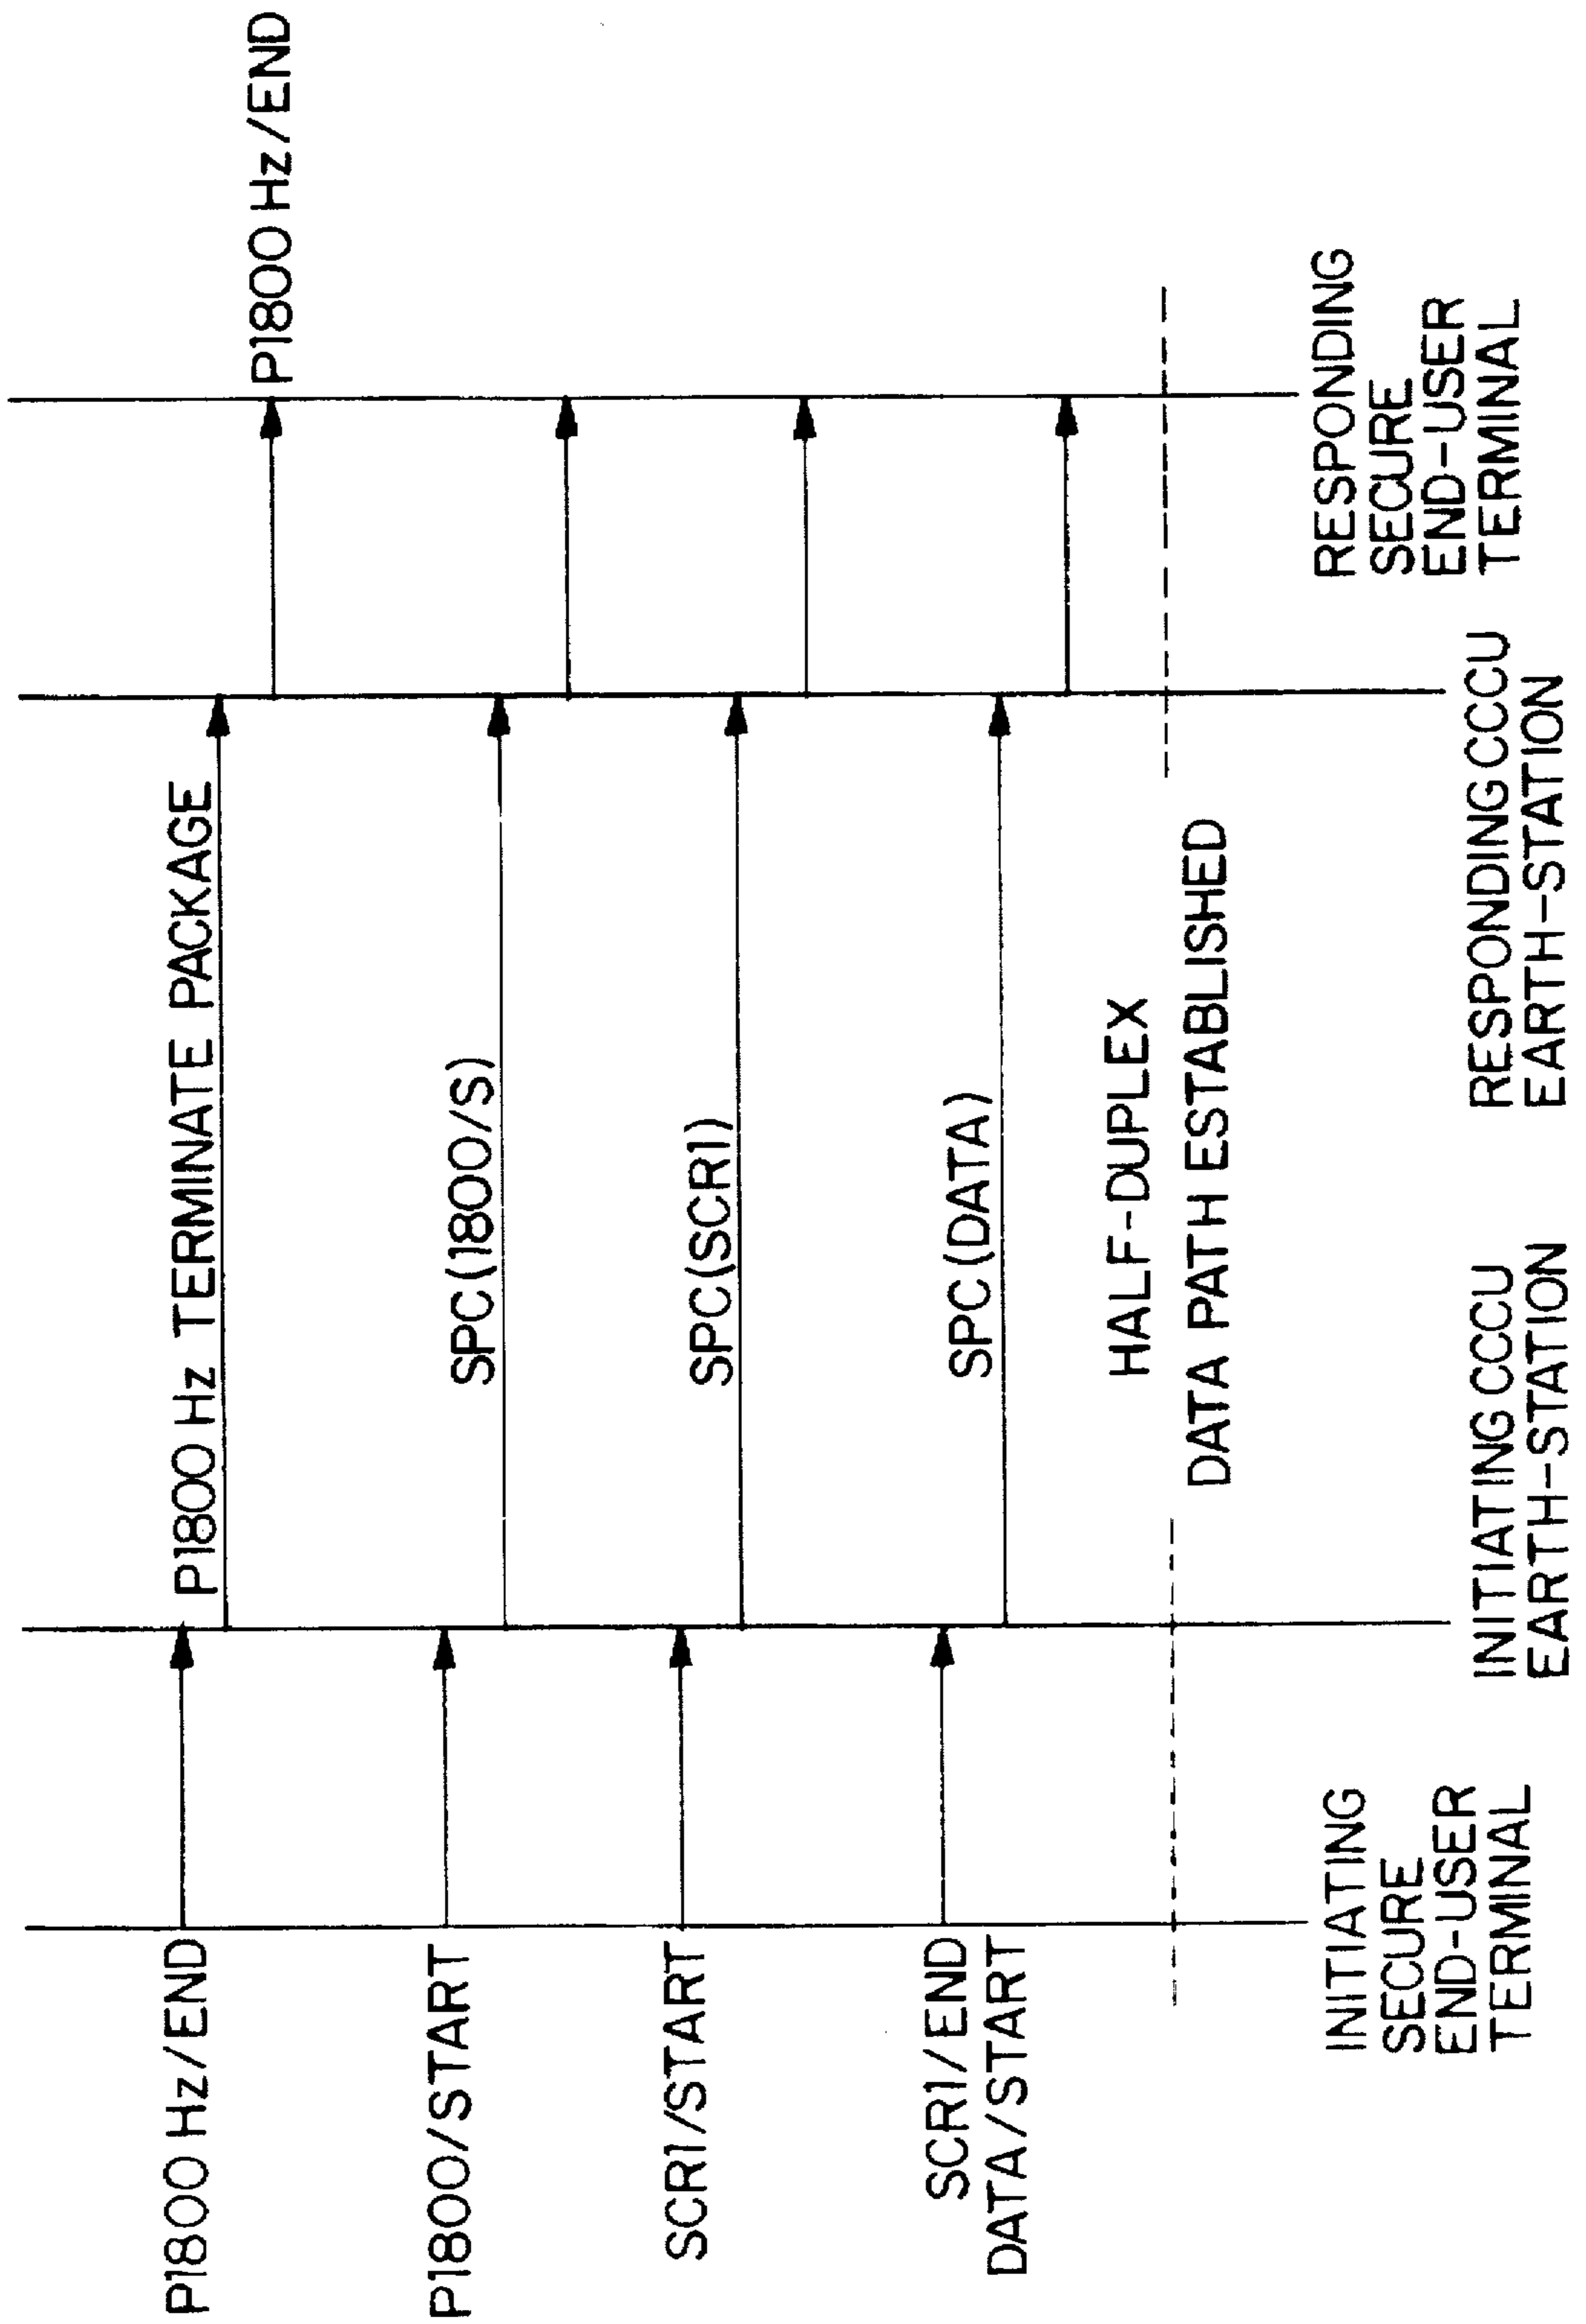 P1800 Hz/END
P1800 Hz TERMINATE PACKAGE
P1800 Hz/END
P1800/START
SPC(1800/S)
SCR1/START
SPC(SCR1)
SCR1/END
DATA/START
SPC(DATA)
HALF-DUPLEX
DATA PATH ESTABLISHED
INITIATING
SECURE
END-USER
TERMINAL
INITIATING CCCU
EARTH-STATION
RESPONDING CCCU
EARTH-STATION
RESPONDING
SECURE
END-USER
TERMINAL